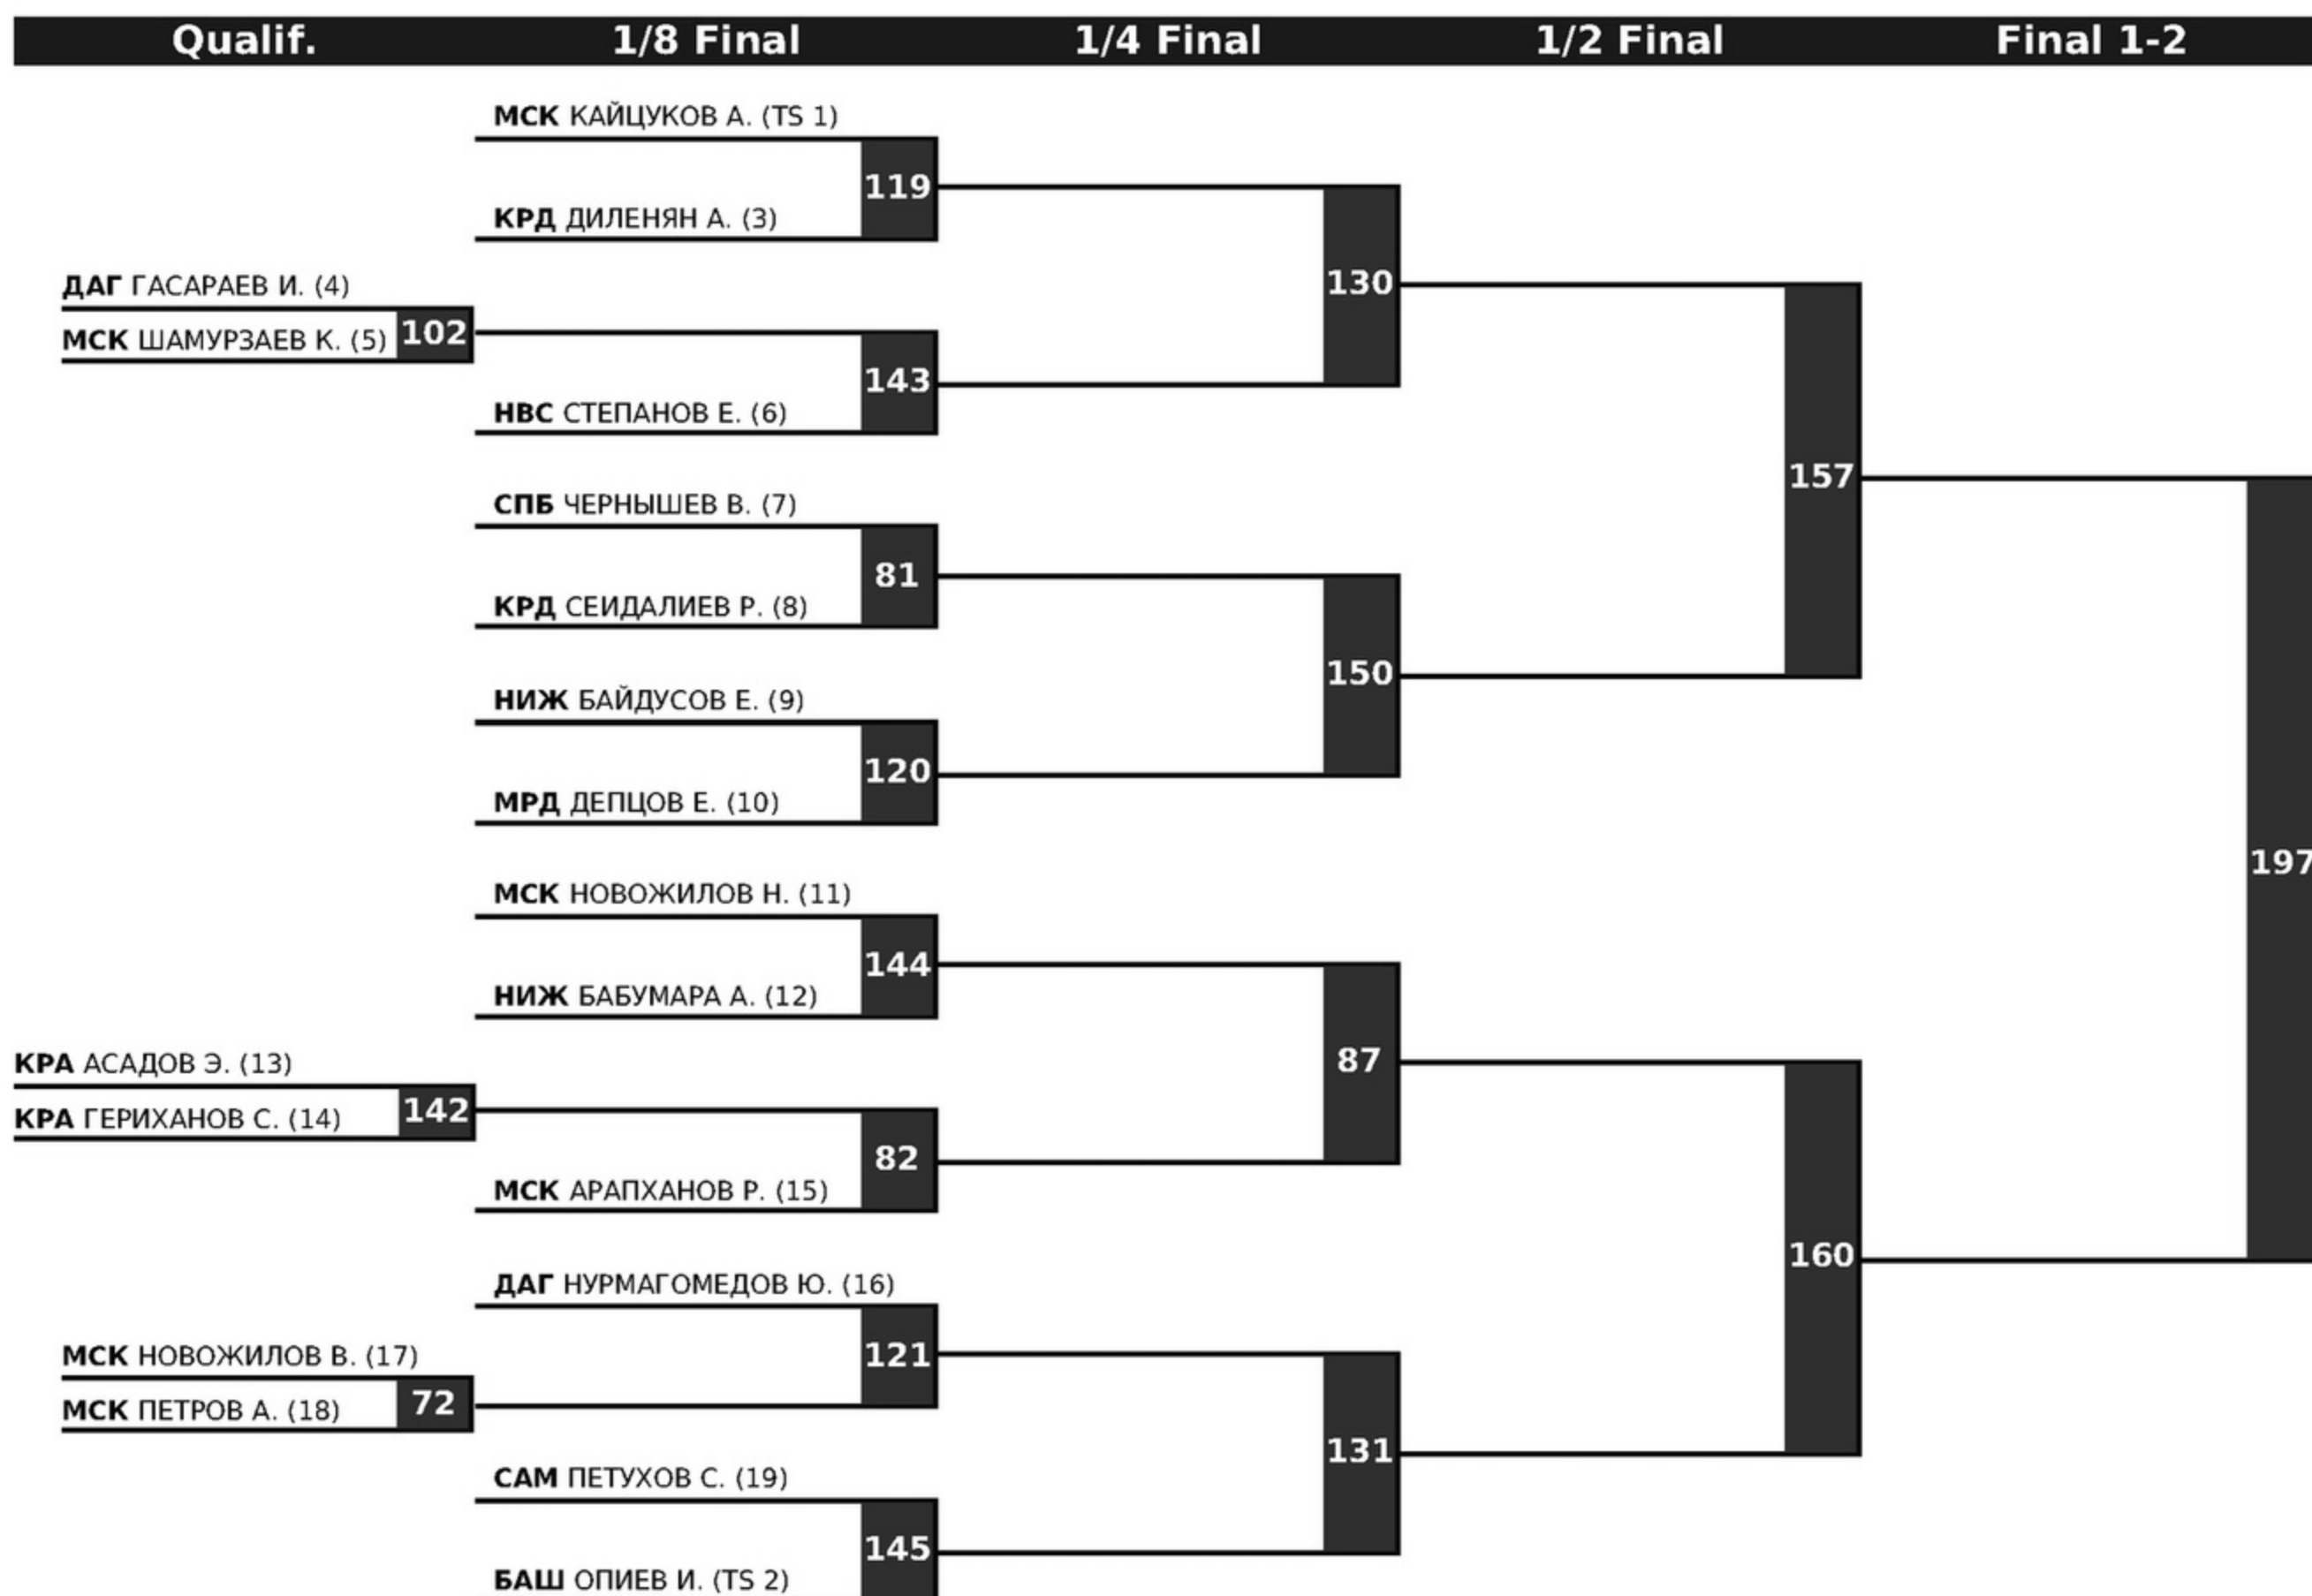 Qualif. 1/8 Final 1/4 Final 1/2 Final Final 1-2
МСК КАЙЦУКОВ А. (TS 1)
119
КРД ДИЛЕНЯН А. (3)
ДАГ ГАСАРАЕВ И. (4)
130
МСК ШАМУРЗАЕВ К. (5) 102
143
НВС СТЕПАНОВ Е. (6)
157
СПБ ЧЕРНЫШЕВ В. (7)
81
КРД СЕИДАЛИЕВ Р. (8)
150
НИЖ БАЙДУСОВ Е. (9)
120
МРД ДЕПЦОВ Е. (10)
197
МСК НОВОЖИЛОВ Н. (11)
144
НИЖ БАБУМАРА А. (12)
КРА АСАДОВ Э. (13)
87
КРА ГЕРИХАНОВ С. (14) 142
82
МСК АРАПХАНОВ Р. (15)
160
ДАГ НУРМАГОМЕДОВ Ю. (16)
121
МСК НОВОЖИЛОВ В. (17)
МСК ПЕТРОВ А. (18) 72
131
САМ ПЕТУХОВ С. (19)
145
БАШ ОПИЕВ И. (TS 2)